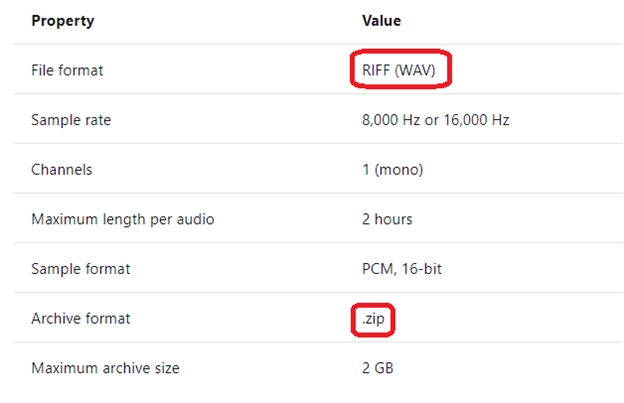 Property Value
File format RIFF (WAV)
Sample rate 8,000 Hz or 16,000 Hz
Channels 1 (mono)
Maximum length per audio 2 hours
Sample format PCM, 16-bit
Archive format .zip
Maximum archive size 2 GB